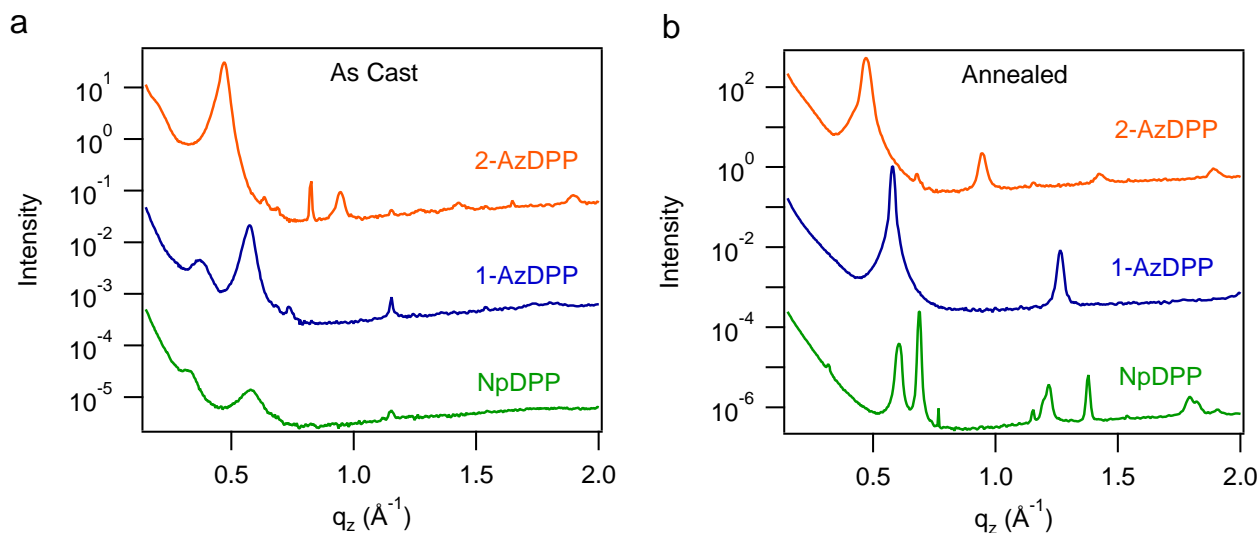 a
As Cast
10^1
10^0
10^-1
10^-2
10^-3
10^-4
10^-5
Intensity
2-AzDPP
1-AzDPP
NpDPP
0.5
1.0
1.5
2.0
q_z (Å^-1)
b
Annealed
10^2
10^0
10^-2
10^-4
10^-6
Intensity
2-AzDPP
1-AzDPP
NpDPP
0.5
1.0
1.5
2.0
q_z (Å^-1)